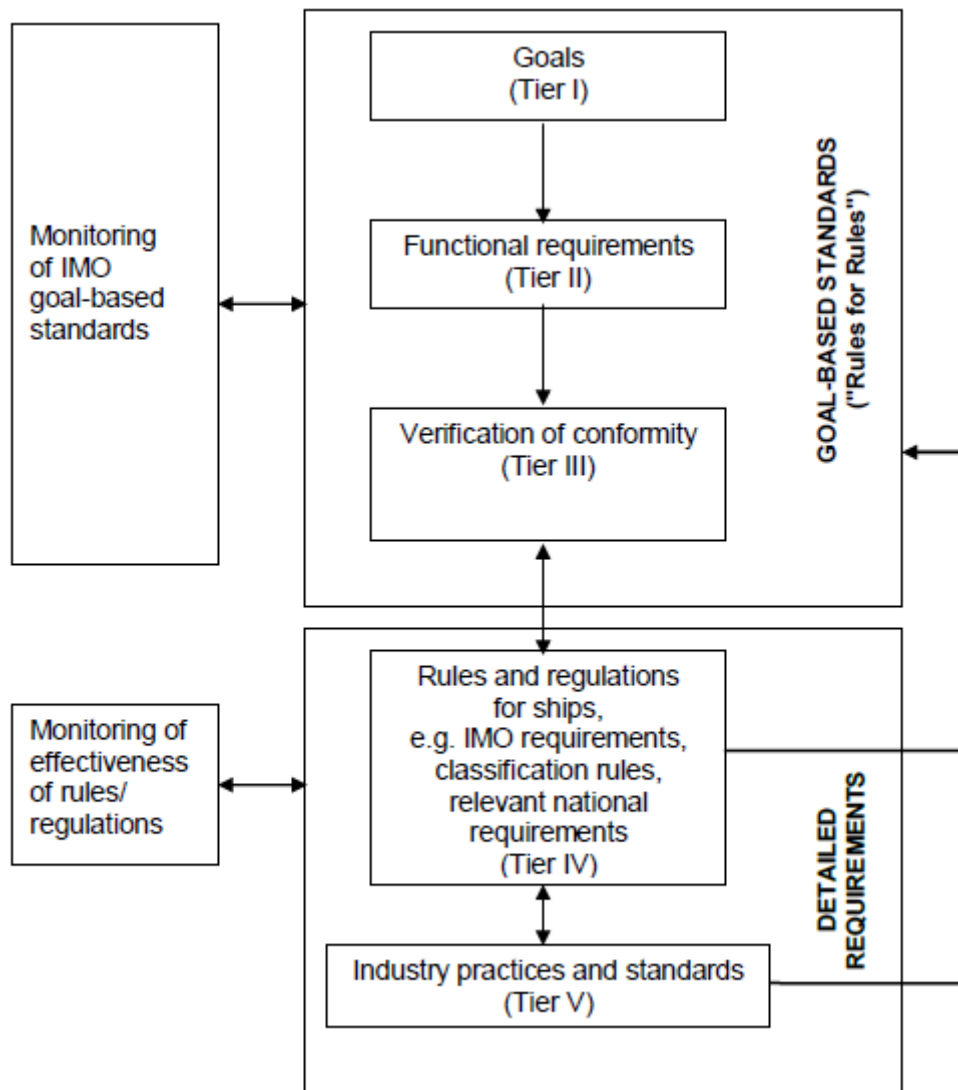 Goals
(Tier I)
Functional requirements
(Tier II)
Verification of conformity
(Tier III)
GOAL-BASED STANDARDS
("Rules for Rules")
Monitoring
of IMO
goal-based
standards
Rules and regulations
for ships,
e.g. IMO requirements,
classification rules,
relevant national
requirements
(Tier IV)
Industry practices and standards
(Tier V)
DETAILED
REQUIREMENTS
Monitoring of
effectiveness
of rules/
regulations